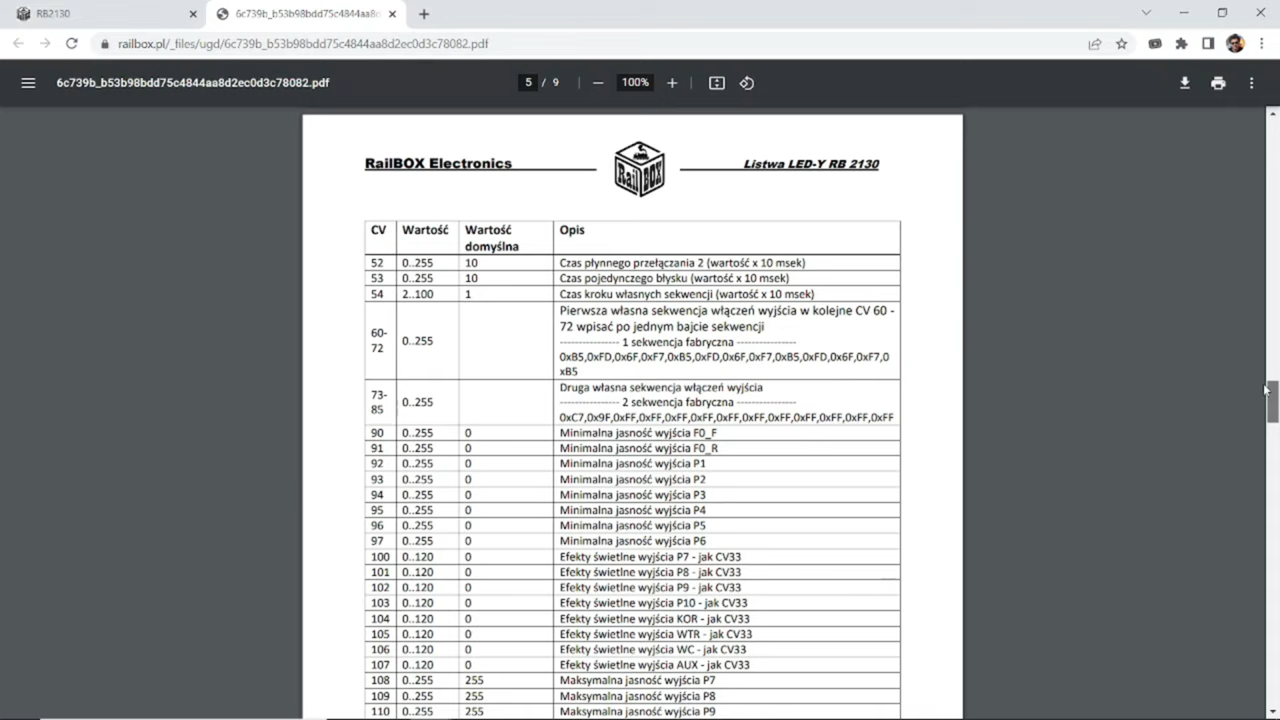 RB2130
6c739b_b53b98bdd75c4844aa8d
railbox.pl/_files/ugd/6c739b_b53b98bdd75c4844aa8d2ec0d3c78082.pdf
6c739b_b53b98bdd75c4844aa8d2ec0d3c78082.pdf
5 / 9
100%
RailBOX Electronics
Rail BOX
Listwa LED-Y RB 2130
CV Wartość Wartość domyślna Opis
52 0..255 10 Czas płynnego przełączania 2 (wartość x 10 msek)
53 0..255 10 Czas pojedynczego błysku (wartość x 10 msek)
54 2..100 1 Czas kroku własnych sekwencji (wartość x 10 msek)
60-72 0..255 Pierwsza własna sekwencja włączeń wyjścia w kolejne CV 60 -
72 wpisać po jednym bajcie sekwencji
---------------- 1 sekwencja fabryczna ----------------
0xB5,0xFD,0x6F,0xF7,0xB5,0xFD,0x6F,0xF7,0xB5,0xFD,0x6F,0xF7,0
xB5
73-85 0..255 Druga własna sekwencja włączeń wyjścia
---------------- 2 sekwencja fabryczna ----------------
0xC7,0x9F,0xFF,0xFF,0xFF,0xFF,0xFF,0xFF,0xFF,0xFF,0xFF,0xFF,0xFF
90 0..255 0 Minimalna jasność wyjścia F0_F
91 0..255 0 Minimalna jasność wyjścia F0_R
92 0..255 0 Minimalna jasność wyjścia P1
93 0..255 0 Minimalna jasność wyjścia P2
94 0..255 0 Minimalna jasność wyjścia P3
95 0..255 0 Minimalna jasność wyjścia P4
96 0..255 0 Minimalna jasność wyjścia P5
97 0..255 0 Minimalna jasność wyjścia P6
100 0..120 0 Efekty świetlne wyjścia P7 - jak CV33
101 0..120 0 Efekty świetlne wyjścia P8 - jak CV33
102 0..120 0 Efekty świetlne wyjścia P9 - jak CV33
103 0..120 0 Efekty świetlne wyjścia P10 - jak CV33
104 0..120 0 Efekty świetlne wyjścia KOR - jak CV33
105 0..120 0 Efekty świetlne wyjścia WTR - jak CV33
106 0..120 0 Efekty świetlne wyjścia WC - jak CV33
107 0..120 0 Efekty świetlne wyjścia AUX - jak CV33
108 0..255 255 Maksymalna jasność wyjścia P7
109 0..255 255 Maksymalna jasność wyjścia P8
110 0..255 255 Maksymalna jasność wyjścia P9